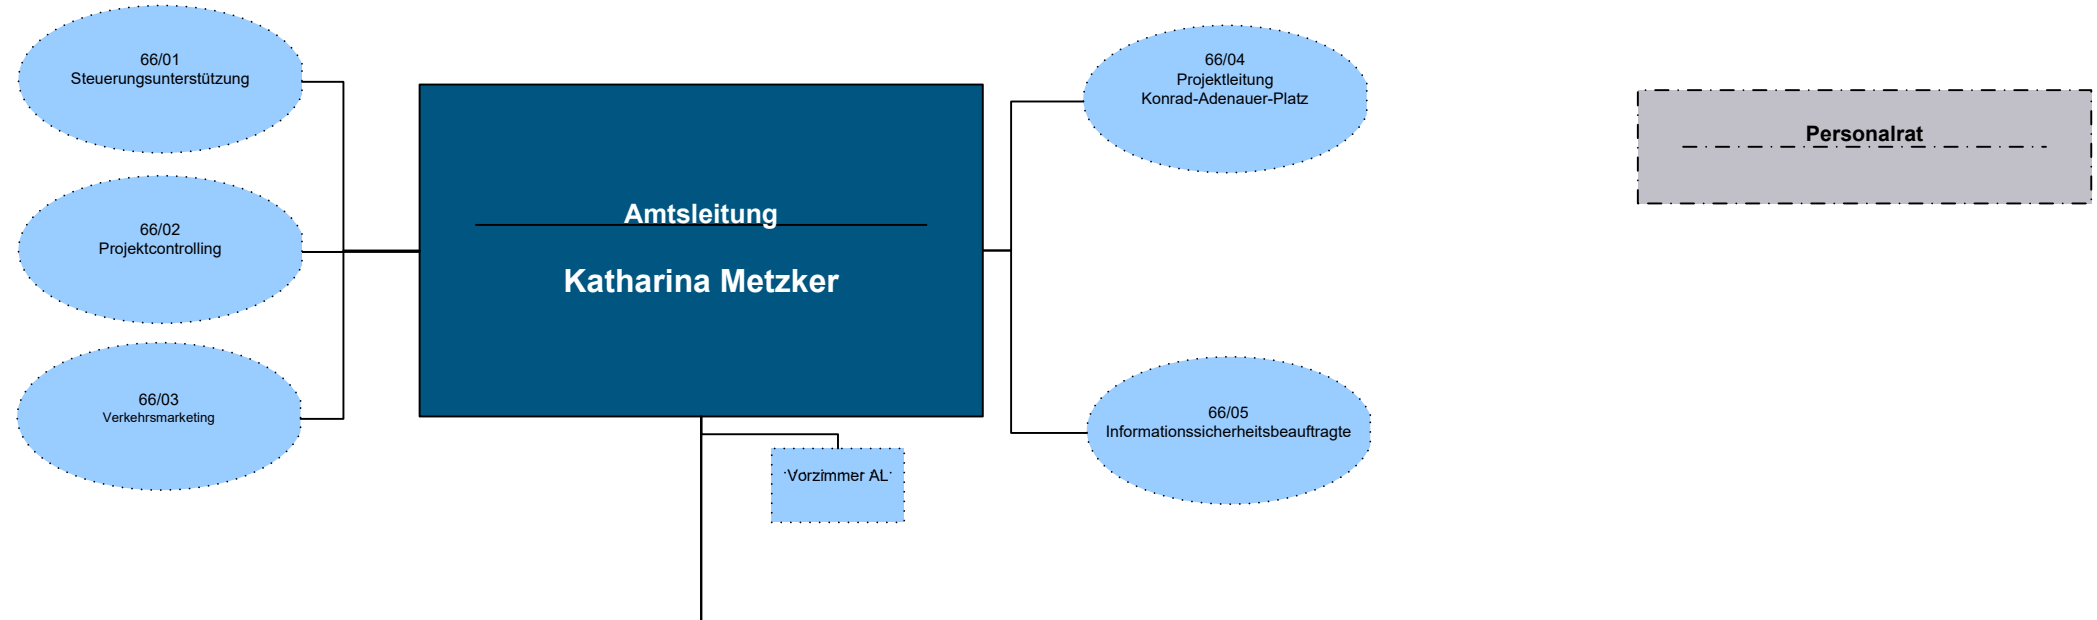 66/01
Steuerungsunterstützung
66/02
Projektcontrolling
66/03
Verkehrsmarketing
Amtsleitung
Katharina Metzker
Vorzimmer AL
66/04
Projektleitung
Konrad-Adenauer-Platz
66/05
Informationssicherheitsbeauftragte
Personalrat